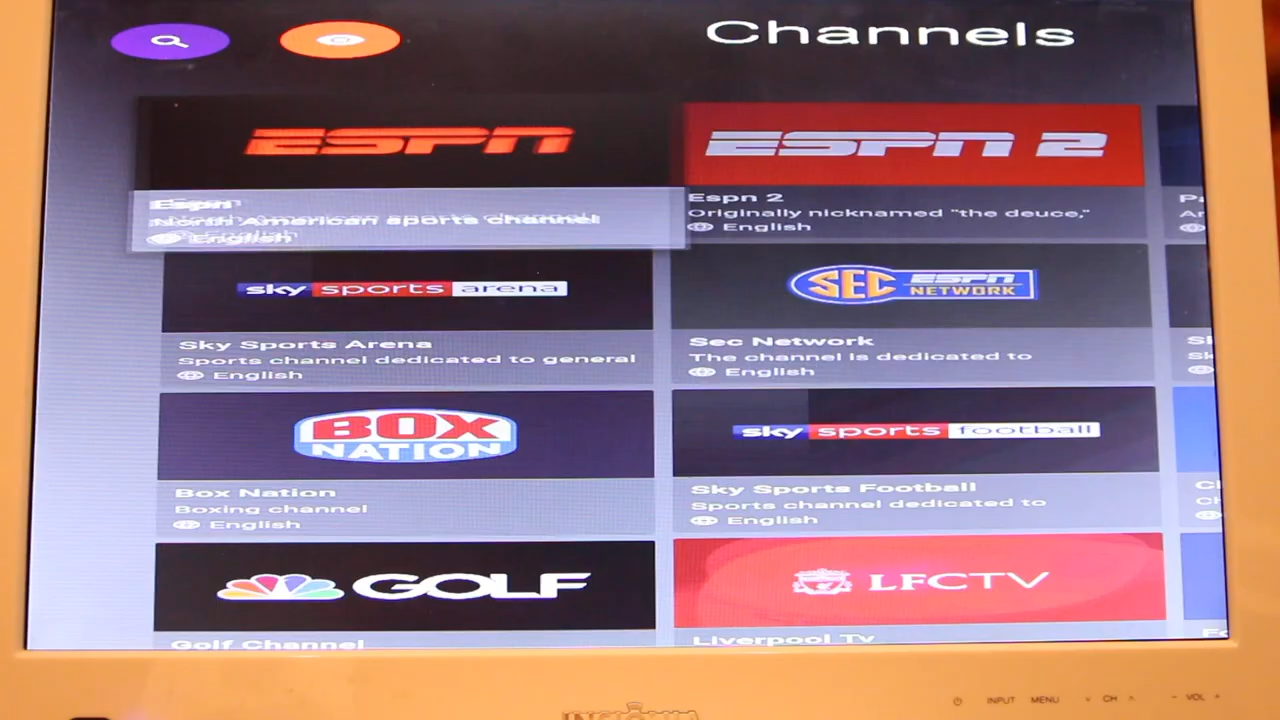 Channels
ESPN
ESPN 2
Espn
North American sports channel
English
Espn 2
Originally nicknamed "the deuce,"
English
sky sports arena
SEC ESPN NETWORK
Sky Sports Arena
Sports channel dedicated to general
English
Sec Network
The channel is dedicated to
English
BOX NATION
sky sports football
Box Nation
Boxing channel
English
Sky Sports Football
Sports channel dedicated to
English
GOLF
LFCTV
Golf Channel
Liverpool Tv
INPUT MENU CH VOL
INSIGNIA